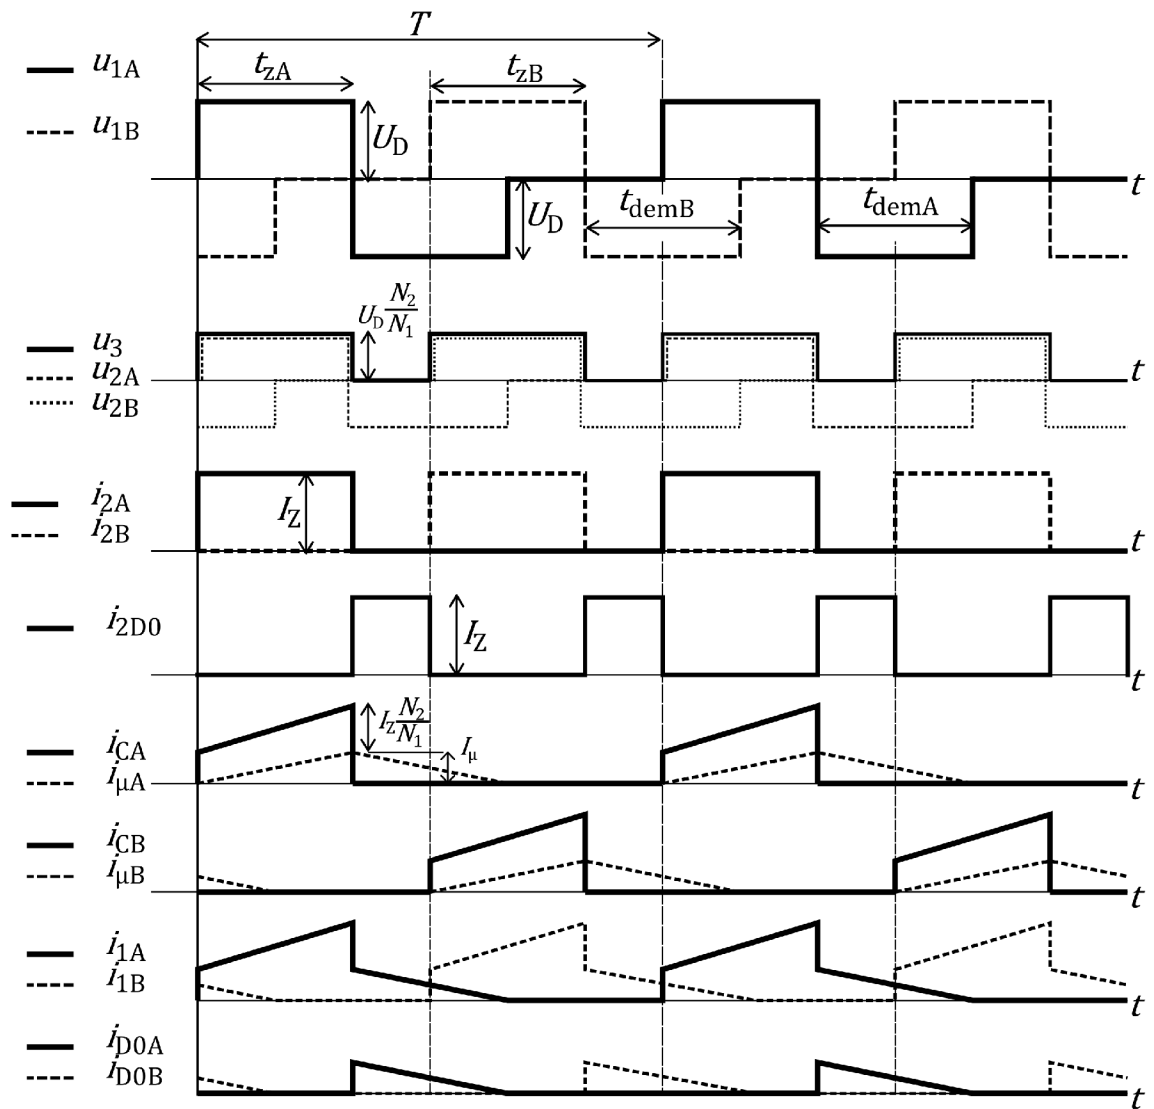 T
u1A
tzA
tzB
u1B
UD
t
UD
tdemB
tdemA
UD N2/N1
u3
u2A
u2B
t
i2A
i2B
IZ
t
i2D0
IZ
t
iCA
iμA
IZ N2/N1
Iμ
t
iCB
iμB
t
i1A
i1B
t
iD0A
iD0B
t